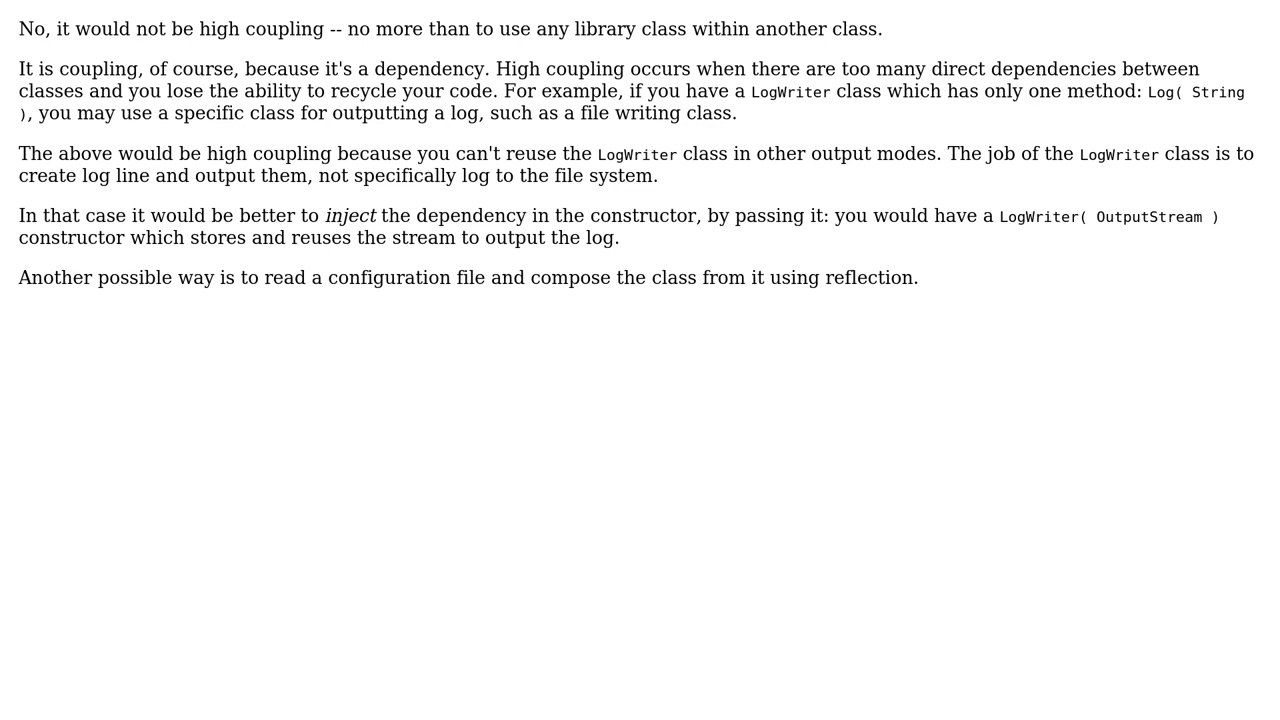 No, it would not be high coupling -- no more than to use any library class within another class.
It is coupling, of course, because it's a dependency. High coupling occurs when there are too many direct dependencies between
classes and you lose the ability to recycle your code. For example, if you have a LogWriter class which has only one method: Log( String
), you may use a specific class for outputting a log, such as a file writing class.
The above would be high coupling because you can't reuse the LogWriter class in other output modes. The job of the LogWriter class is to
create log line and output them, not specifically log to the file system.
In that case it would be better to inject the dependency in the constructor, by passing it: you would have a LogWriter( OutputStream )
constructor which stores and reuses the stream to output the log.
Another possible way is to read a configuration file and compose the class from it using reflection.